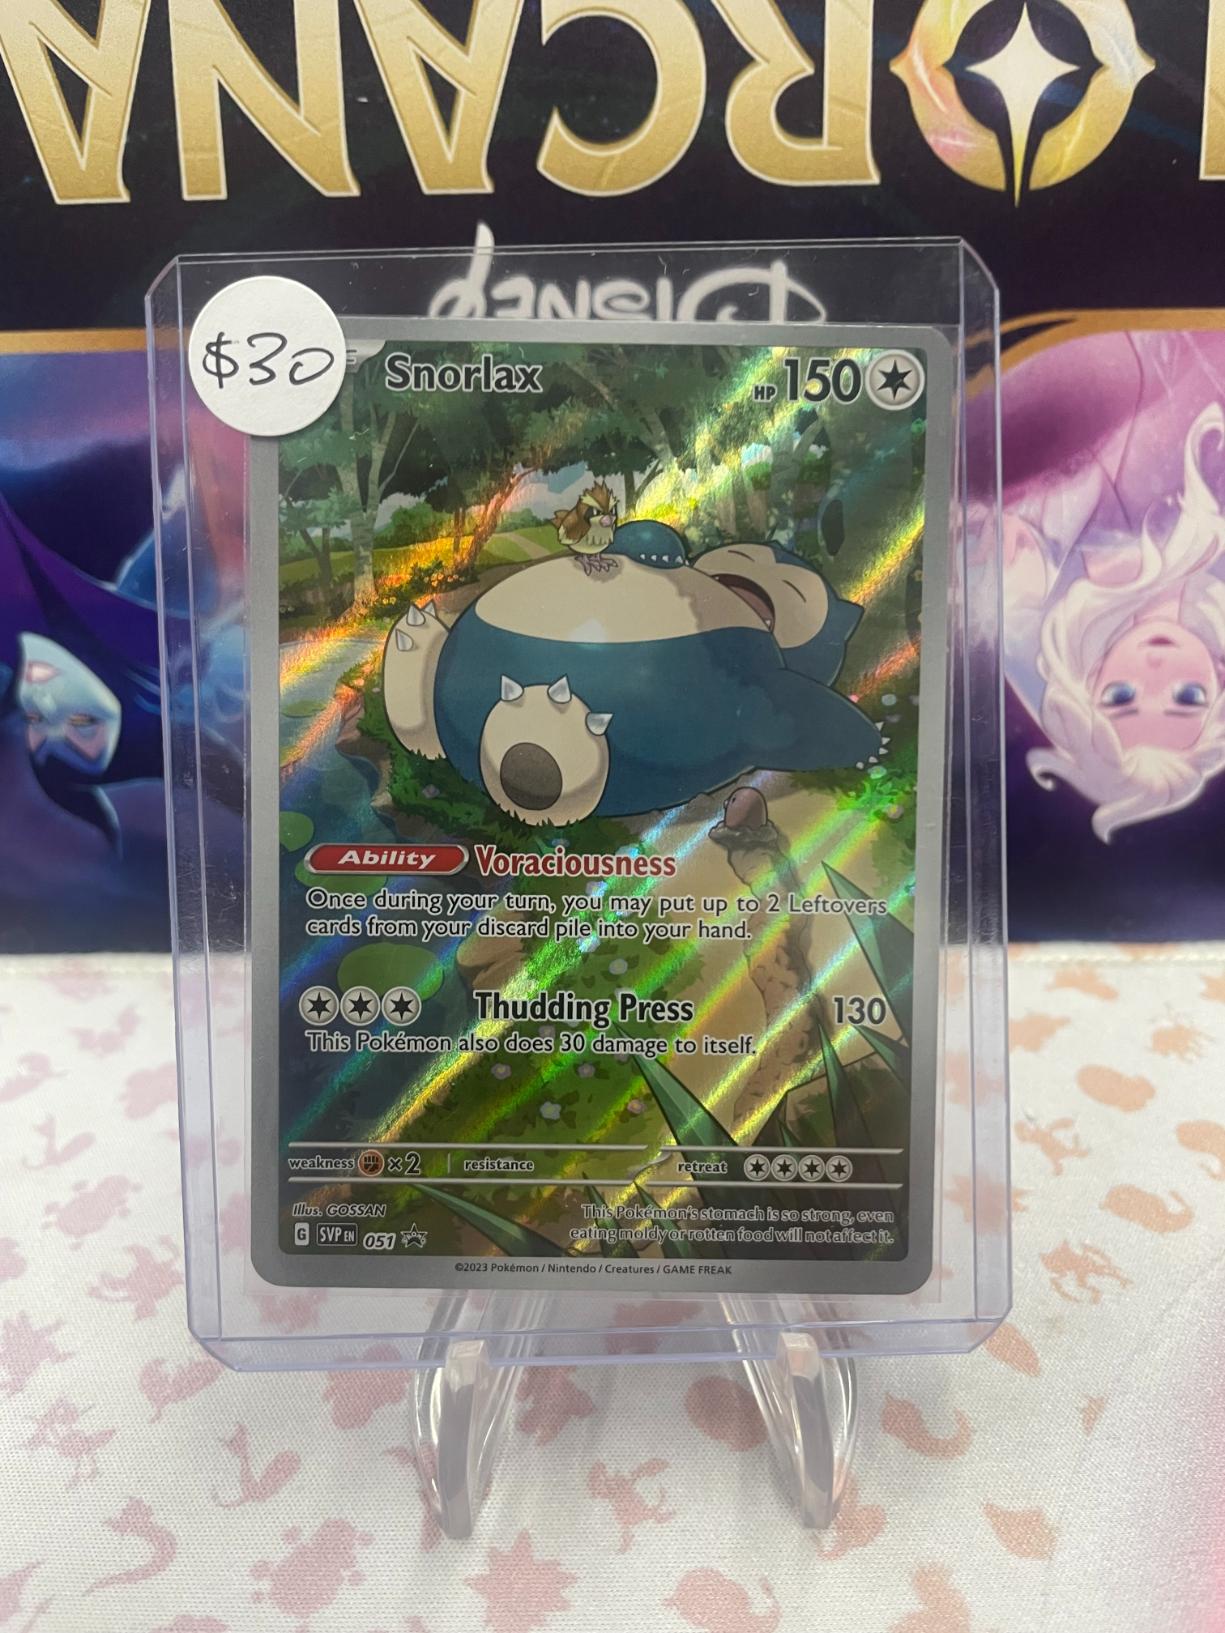 LORCANA
DISNEY
$30
Snorlax
HP 150
Ability Voraciousness
Once during your turn, you may put up to 2 Leftovers
cards from your discard pile into your hand.
Thudding Press 130
This Pokémon also does 30 damage to itself.
weakness ×2 resistance retreat
Illus. GOSSAN
This Pokémon's stomach is so strong, even
eating moldy or rotten food will not affect it.
G SVP EN 051
©2023 Pokémon / Nintendo / Creatures / GAME FREAK